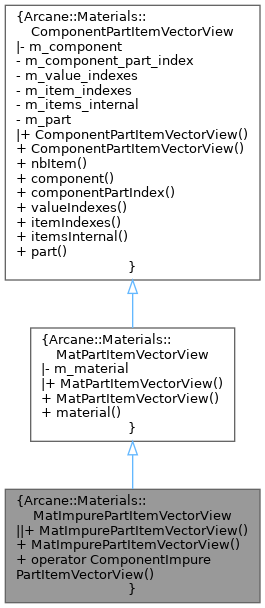 {Arcane::Materials::
ComponentPartItemVectorView
|- m_component
- m_component_part_index
- m_value_indexes
- m_item_indexes
- m_items_internal
- m_part
|+ ComponentPartItemVectorView()
+ ComponentPartItemVectorView()
+ nbItem()
+ component()
+ componentPartIndex()
+ valueIndexes()
+ itemIndexes()
+ itemsInternal()
+ part()
}
{Arcane::Materials::
MatPartItemVectorView
|- m_material
|+ MatPartItemVectorView()
+ MatPartItemVectorView()
+ material()
}
{Arcane::Materials::
MatImpurePartItemVectorView
||+ MatImpurePartItemVectorView()
+ MatImpurePartItemVectorView()
+ operator ComponentImpure
PartItemVectorView()
}